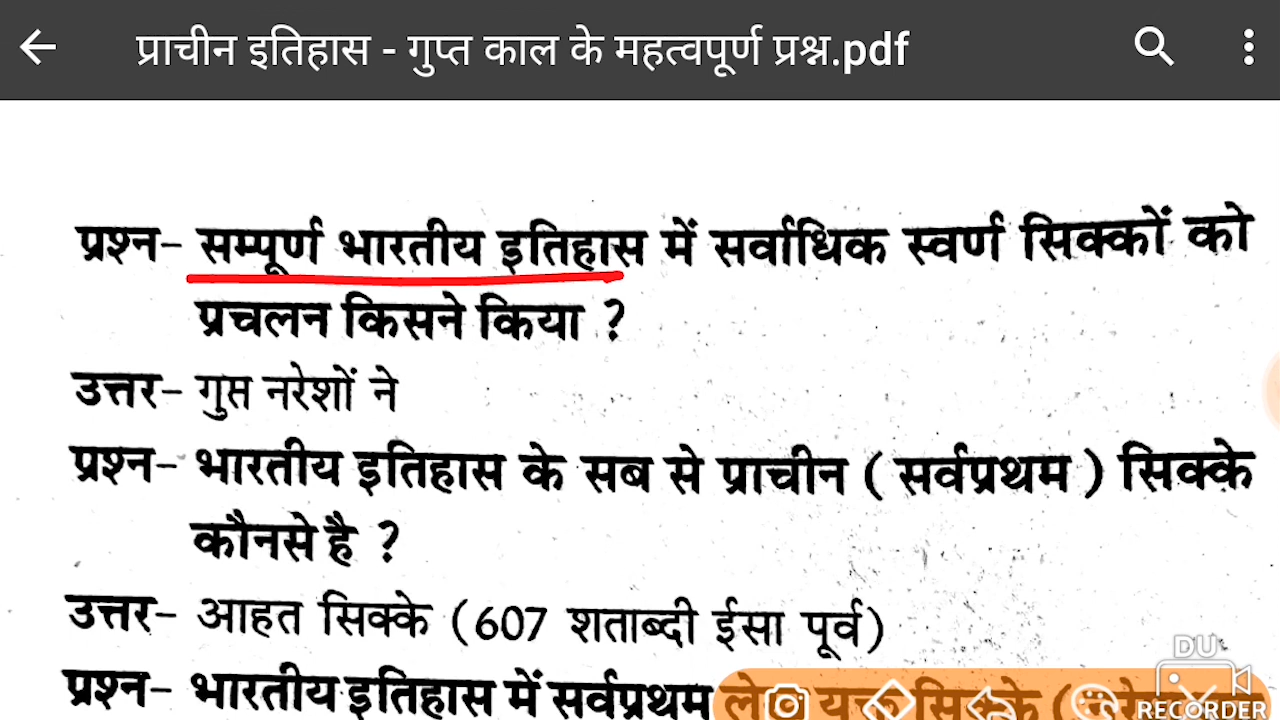 प्राचीन इतिहास - गुप्त काल के महत्वपूर्ण प्रश्न.pdf
प्रश्न- सम्पूर्ण भारतीय इतिहास में सर्वाधिक स्वर्ण सिक्कों को
प्रचलन किसने किया ?
उत्तर- गुप्त नरेशों ने
प्रश्न- भारतीय इतिहास के सब से प्राचीन ( सर्वप्रथम ) सिक्के
कौनसे है ?
उत्तर- आहत सिक्के (607 शताब्दी ईसा पूर्व)
प्रश्न- भारतीय इतिहास में सर्वप्रथम सिक्के
DU
RECORDER